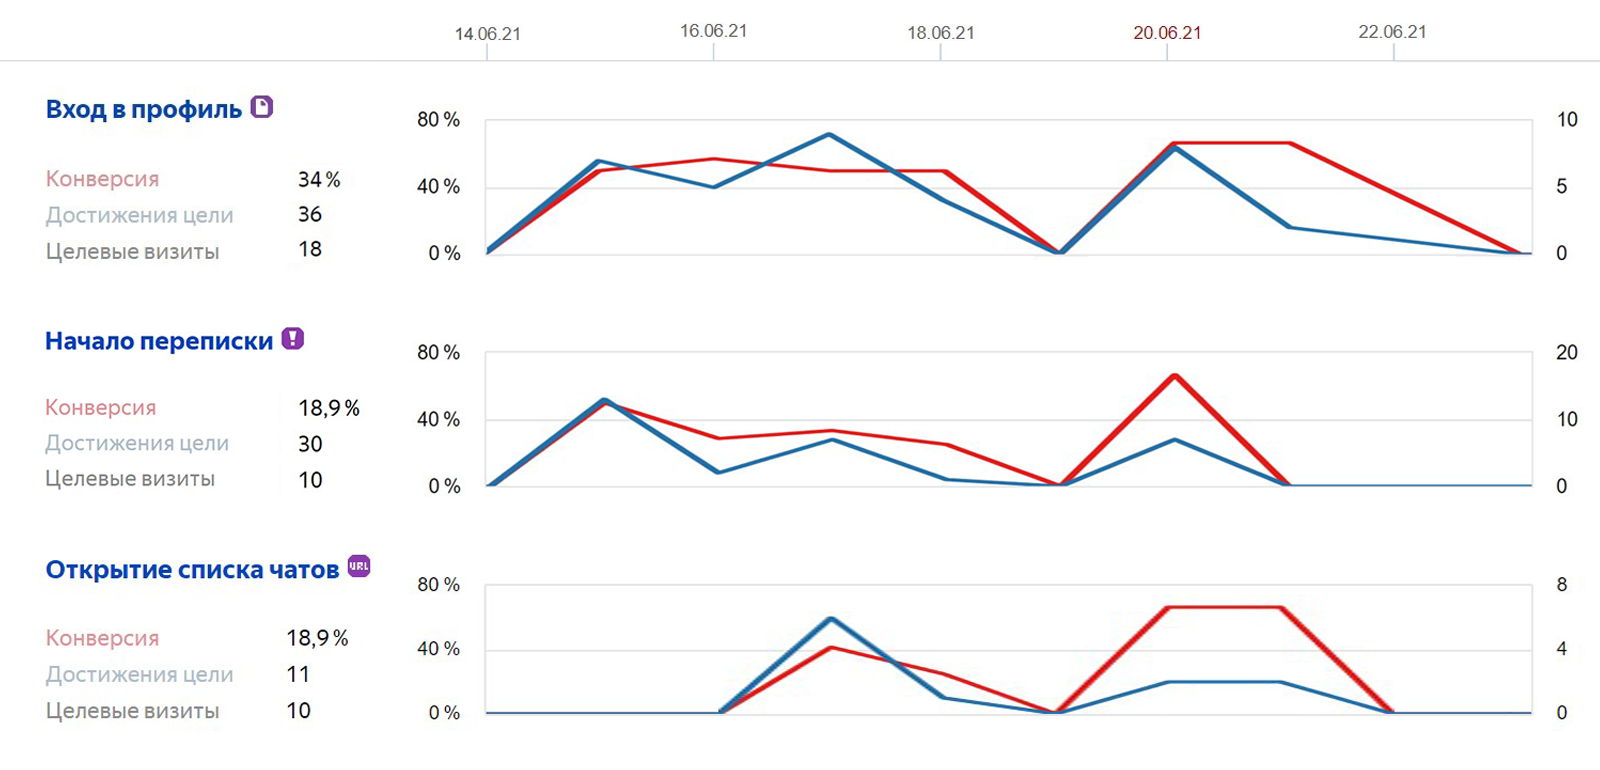 14.06.21 16.06.21 18.06.21 20.06.21 22.06.21
Вход в профиль
80 % 10
Конверсия 34 % 40 % 5
Достижения цели 36
Целевые визиты 18 0 % 0
Начало переписки
80 % 20
Конверсия 18,9 % 40 % 10
Достижения цели 30
Целевые визиты 10 0 % 0
Открытие списка чатов URL
80 % 8
Конверсия 18,9 % 40 % 4
Достижения цели 11
Целевые визиты 10 0 % 0